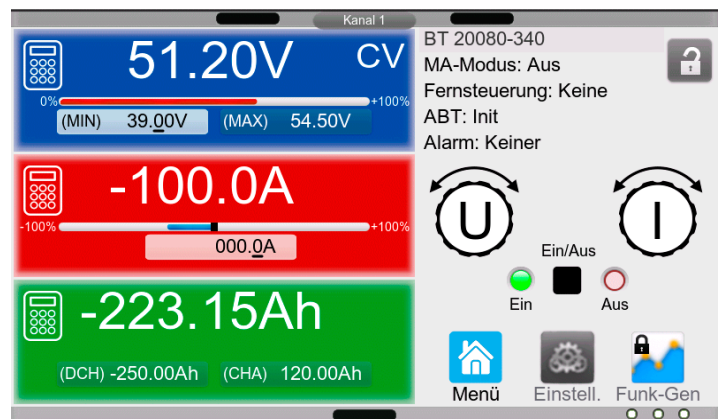 Kanal 1
51.20V CV
0% +100%
(MIN) 39.00V (MAX) 54.50V
-100.0A
-100% +100%
000.0A
-223.15Ah
(DCH) -250.00Ah (CHA) 120.00Ah
BT 20080-340
MA-Modus: Aus
Fernsteuerung: Keine
ABT: Init
Alarm: Keiner
U I
Ein/Aus
Ein Aus
Menü Einstell. Funk-Gen